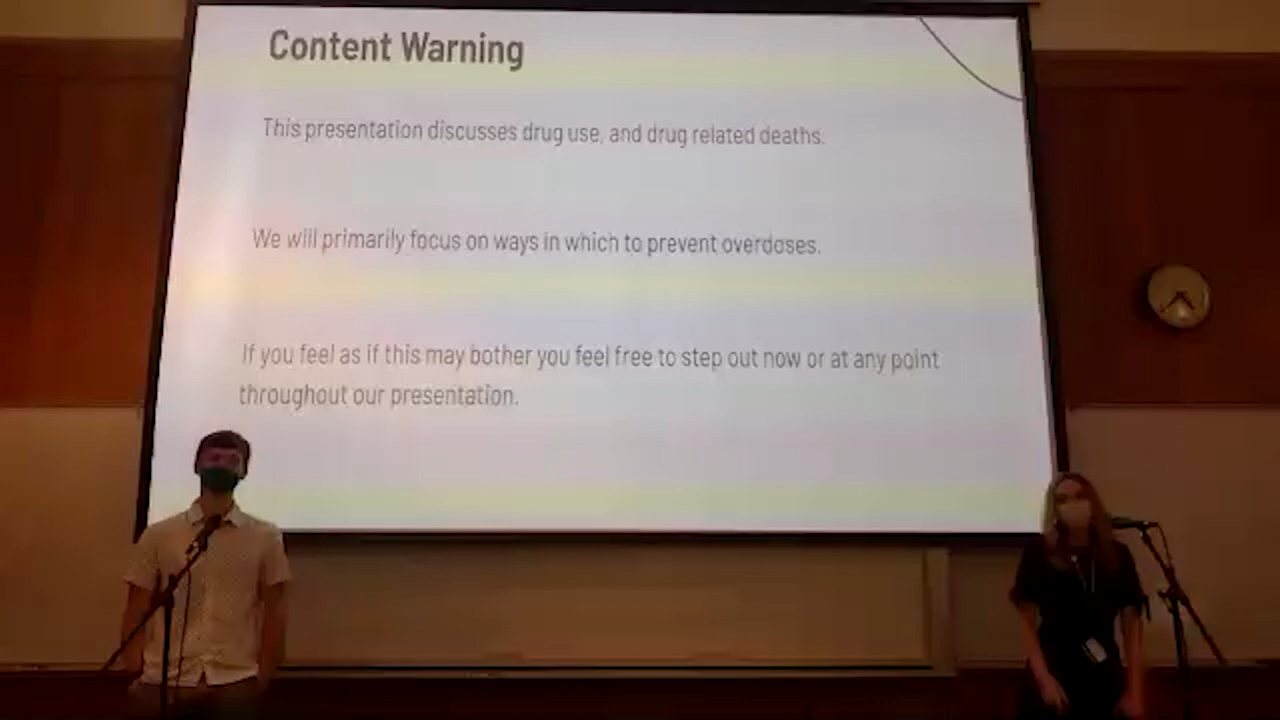 Content Warning
This presentation discusses drug use, and drug related deaths.
We will primarily focus on ways in which to prevent overdoses.
If you feel as if this may bother you feel free to step out now or at any point
throughout our presentation.